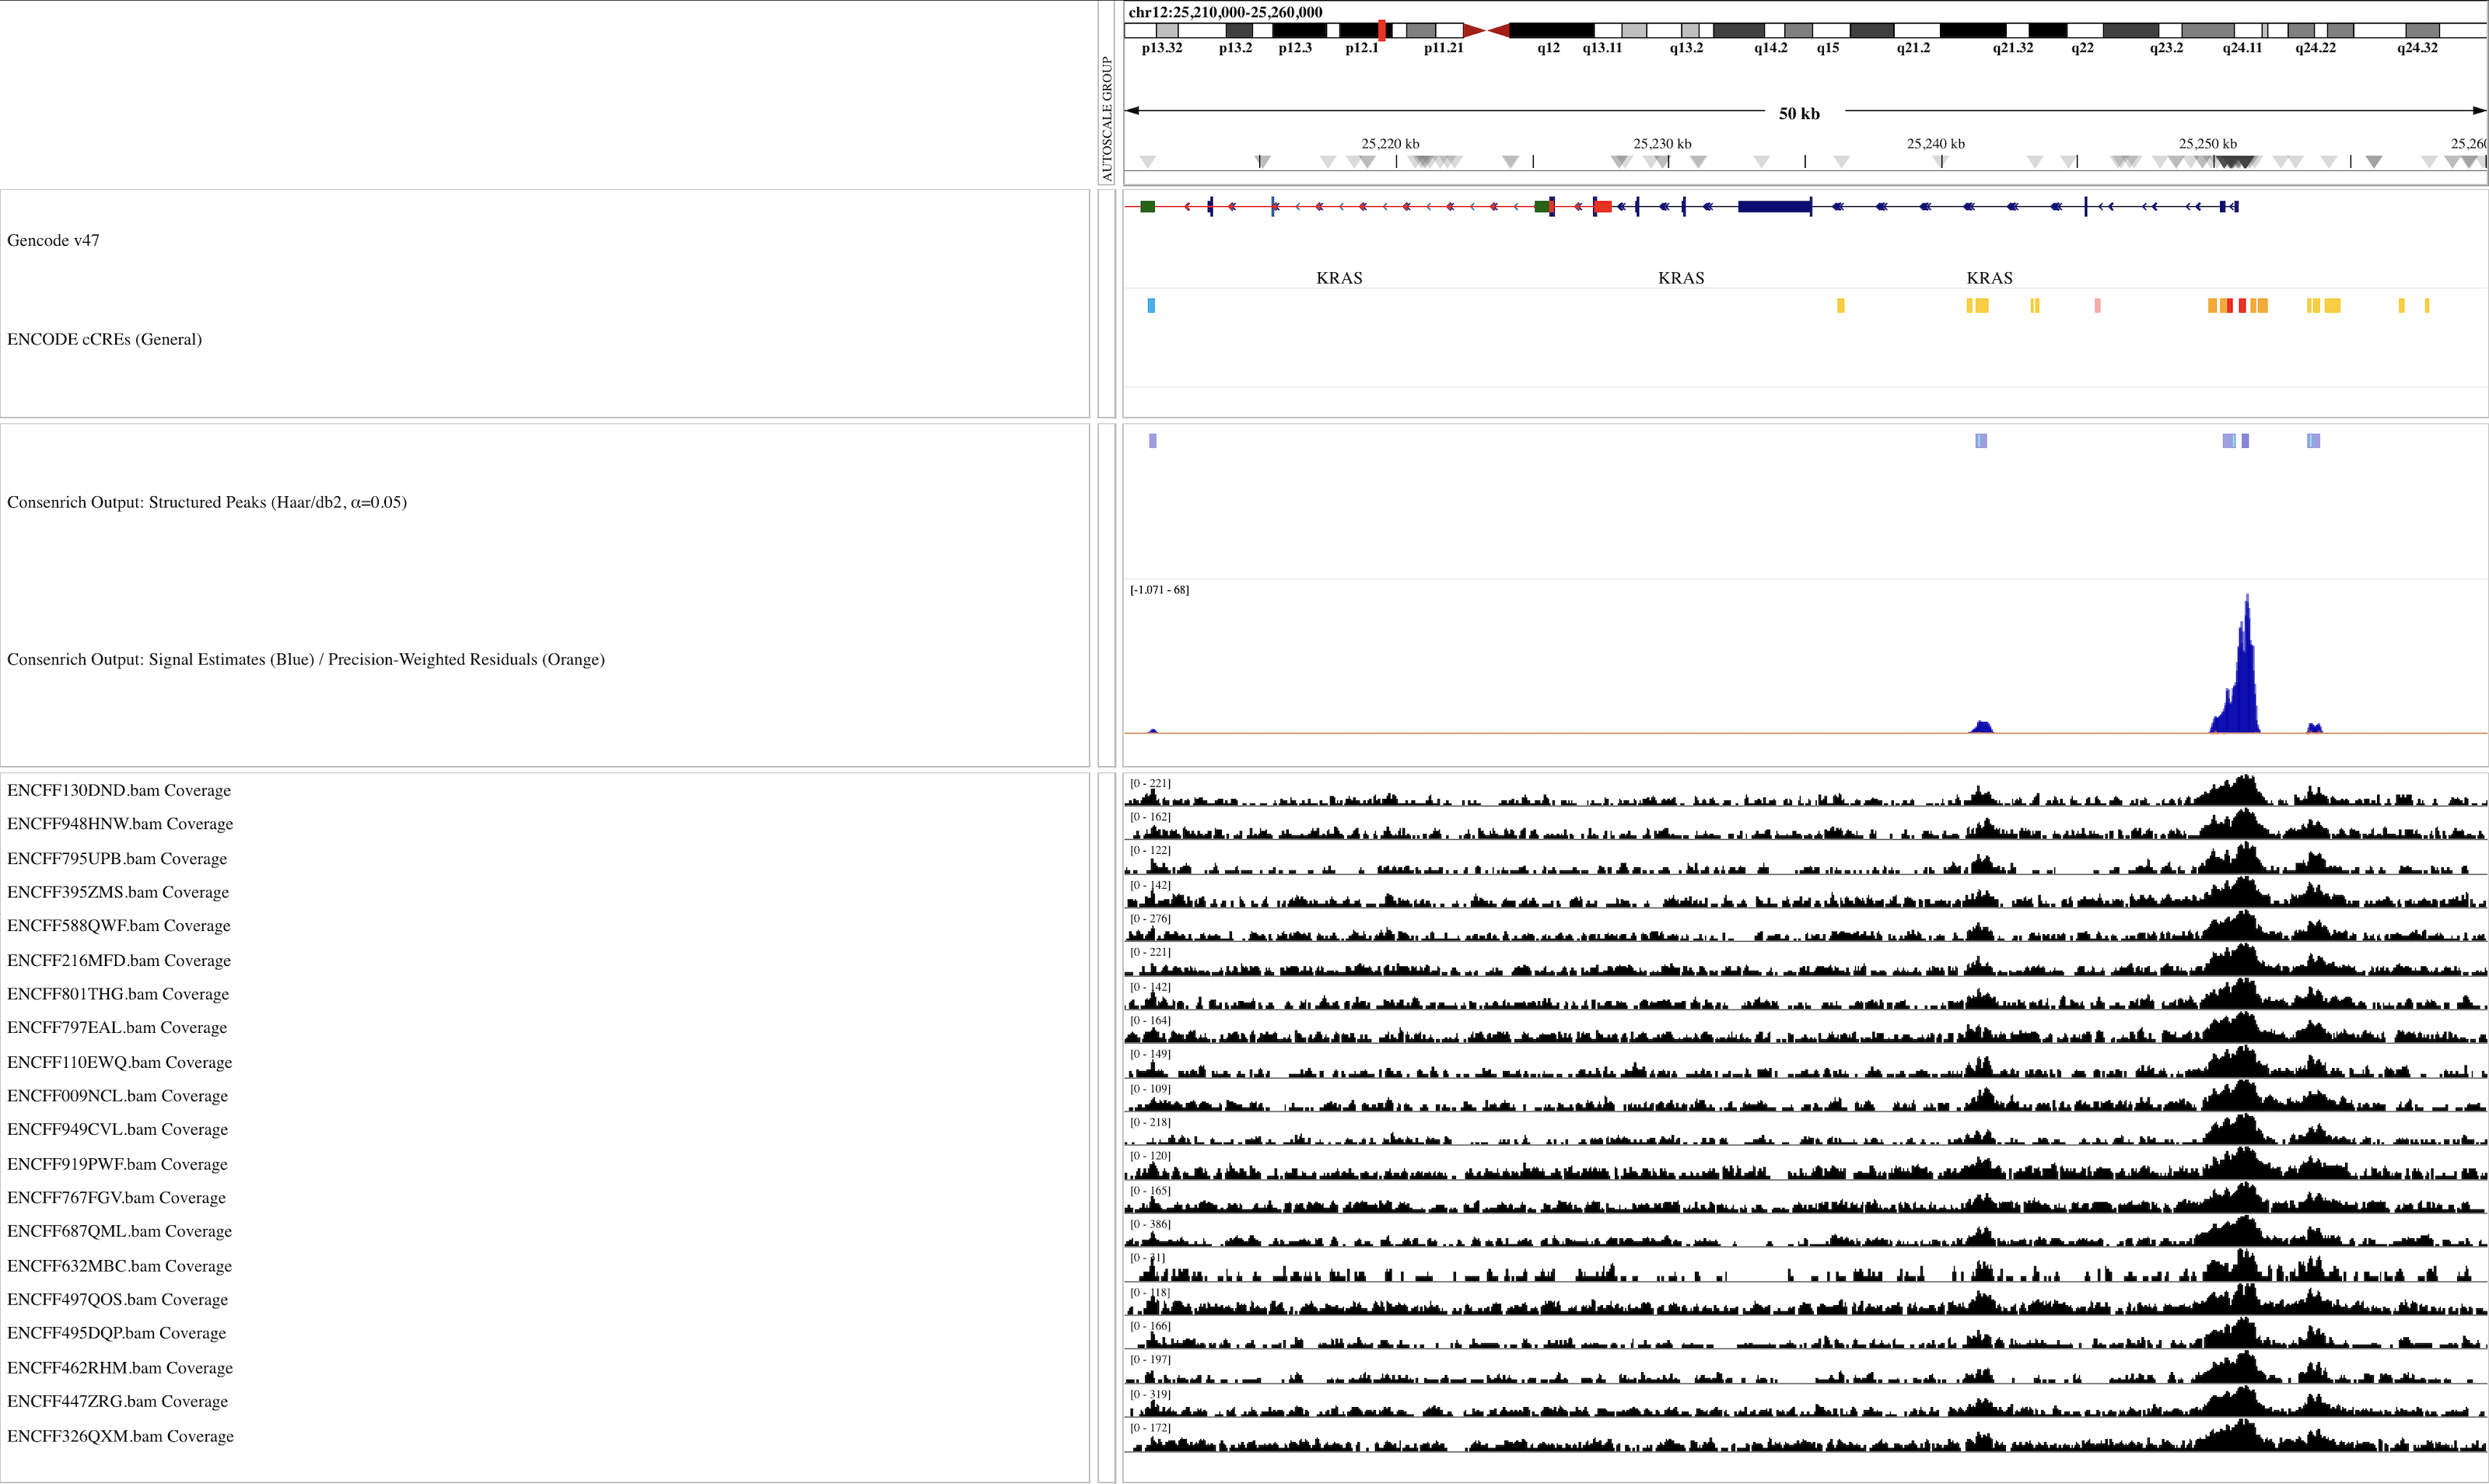 chr12:25,210,000-25,260,000
p13.32 p13.2 p12.3 p12.1 p11.21 q12 q13.11 q13.2 q14.2 q15 q21.2 q21.32 q22 q23.2 q24.11 q24.22 q24.32
AUTOSCALE GROUP
50 kb
25,220 kb 25,230 kb 25,240 kb 25,250 kb 25,260
Gencode v47
KRAS KRAS KRAS
ENCODE cCREs (General)
Consenrich Output: Structured Peaks (Haar/db2, α=0.05)
[-1.071 - 68]
Consenrich Output: Signal Estimates (Blue) / Precision-Weighted Residuals (Orange)
ENCFF130DND.bam Coverage [0 - 221]
ENCFF948HNW.bam Coverage [0 - 162]
ENCFF795UPB.bam Coverage [0 - 122]
ENCFF395ZMS.bam Coverage [0 - 142]
ENCFF588QWF.bam Coverage [0 - 276]
ENCFF216MFD.bam Coverage [0 - 221]
ENCFF801THG.bam Coverage [0 - 142]
ENCFF797EAL.bam Coverage [0 - 164]
ENCFF110EWQ.bam Coverage [0 - 149]
ENCFF009NCL.bam Coverage [0 - 109]
ENCFF949CVL.bam Coverage [0 - 218]
ENCFF919PWF.bam Coverage [0 - 120]
ENCFF767FGV.bam Coverage [0 - 165]
ENCFF687QML.bam Coverage [0 - 386]
ENCFF632MBC.bam Coverage [0 - 31]
ENCFF497QOS.bam Coverage [0 - 118]
ENCFF495DQP.bam Coverage [0 - 166]
ENCFF462RHM.bam Coverage [0 - 197]
ENCFF447ZRG.bam Coverage [0 - 319]
ENCFF326QXM.bam Coverage [0 - 172]